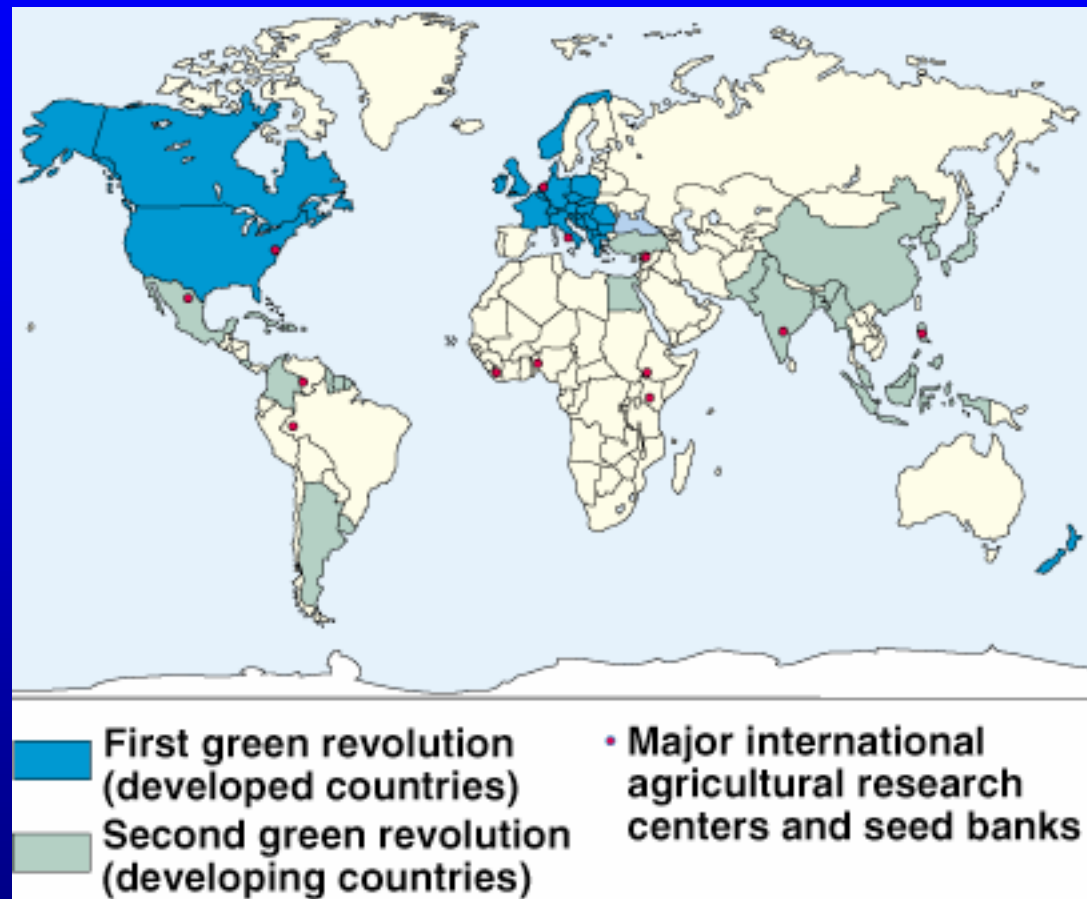 First green revolution
(developed countries)
Second green revolution
(developing countries)
• Major international
agricultural research
centers and seed banks